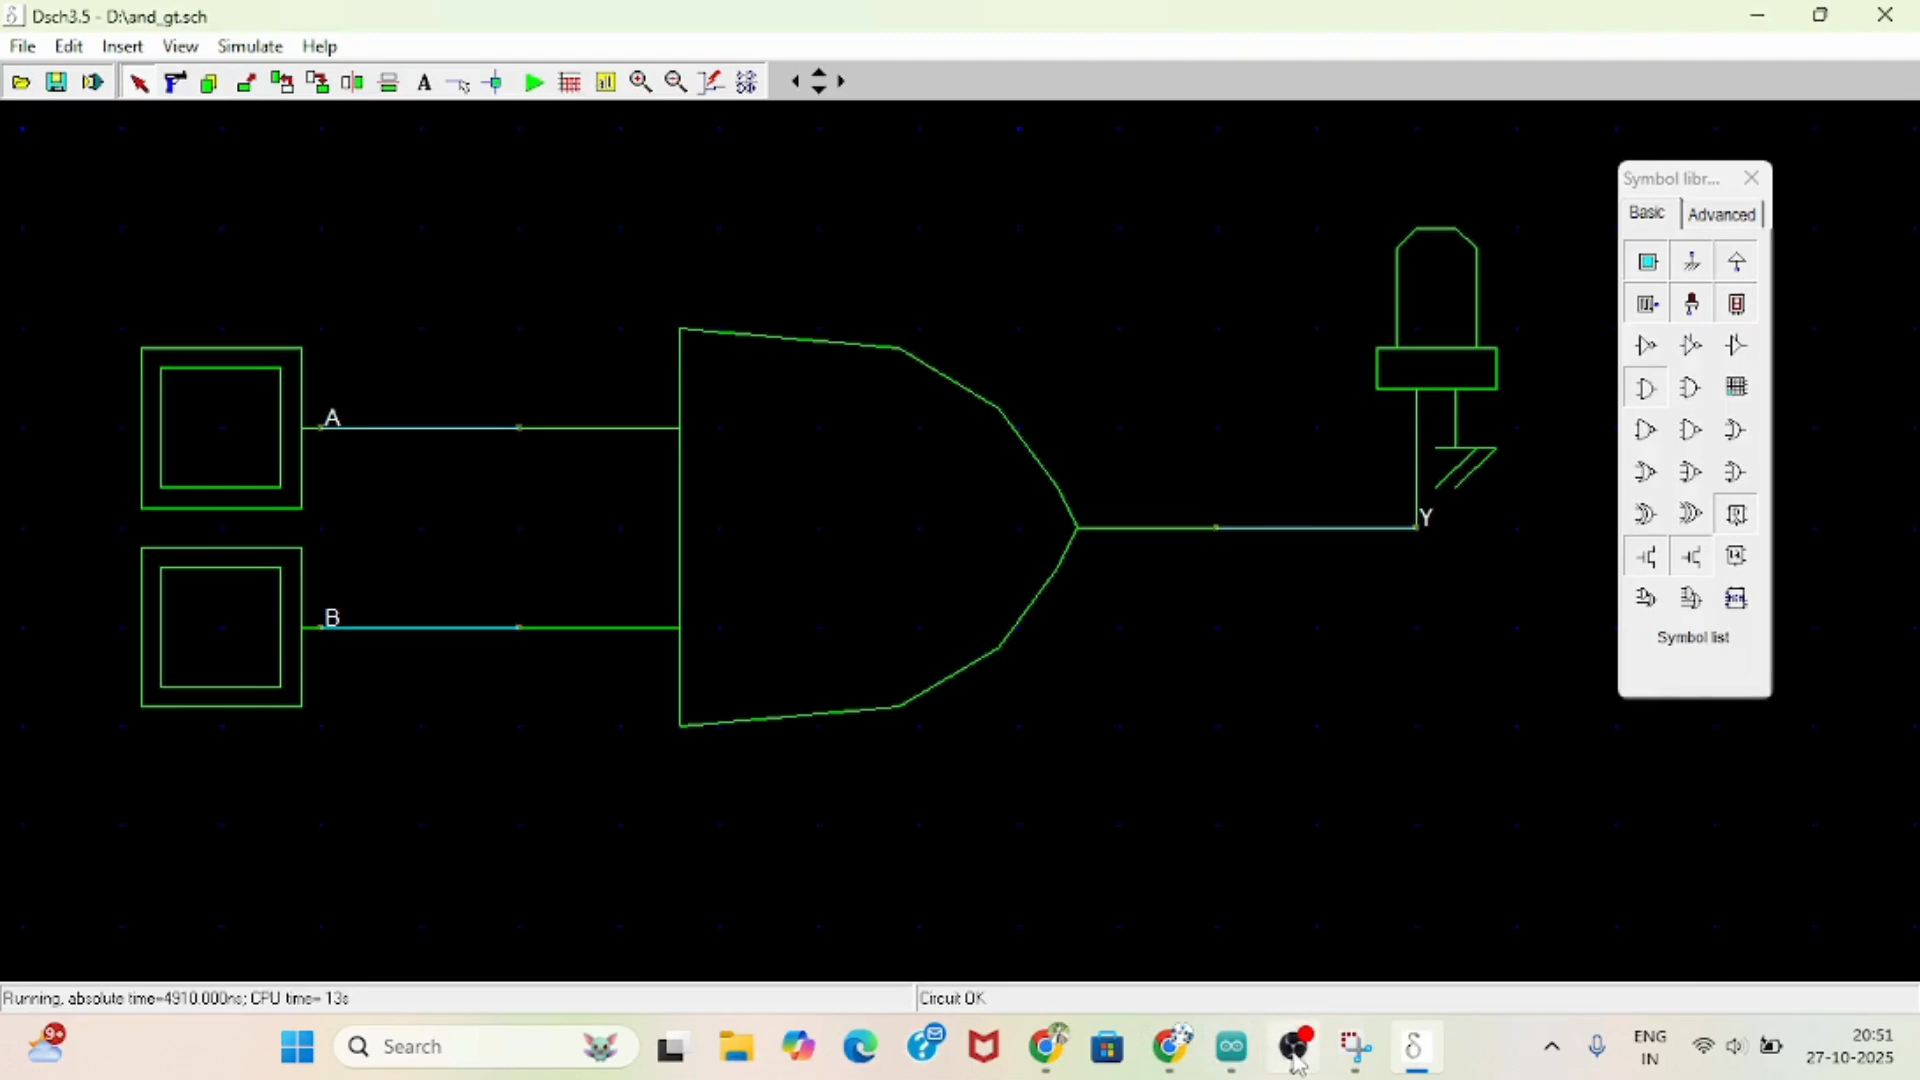 Dsch3.5 - D:\and_gt.sch
File Edit Insert View Simulate Help
A
Symbol libr...
Basic Advanced
A
Y
B
Symbol list
Running, absolute time=4910.000ns; CPU time= 13s
Circuit OK
9+
Search
ENG
IN
20:51
27-10-2025